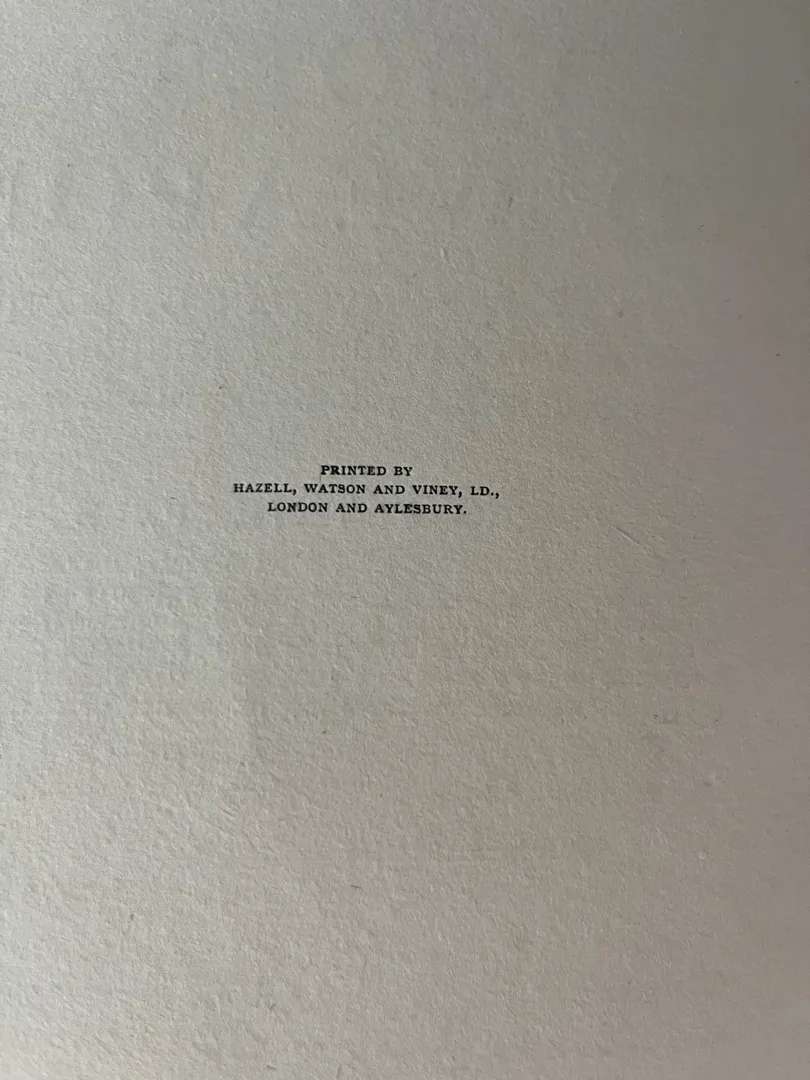 PRINTED BY
HAZELL, WATSON AND VINEY, LD.,
LONDON AND AYLESBURY.